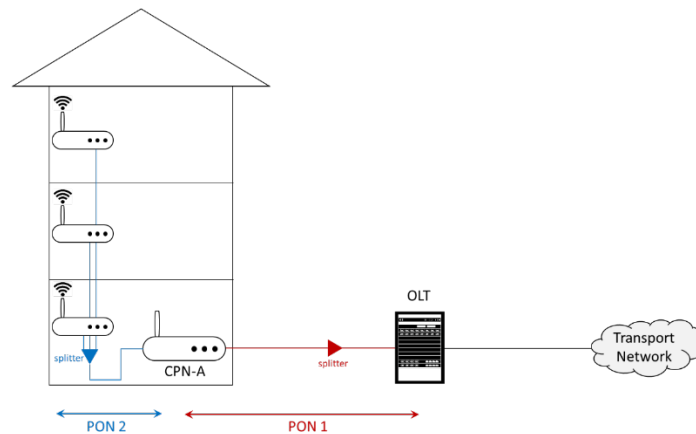 OLT
Transport
Network
splitter
CPN-A
splitter
PON 2
PON 1